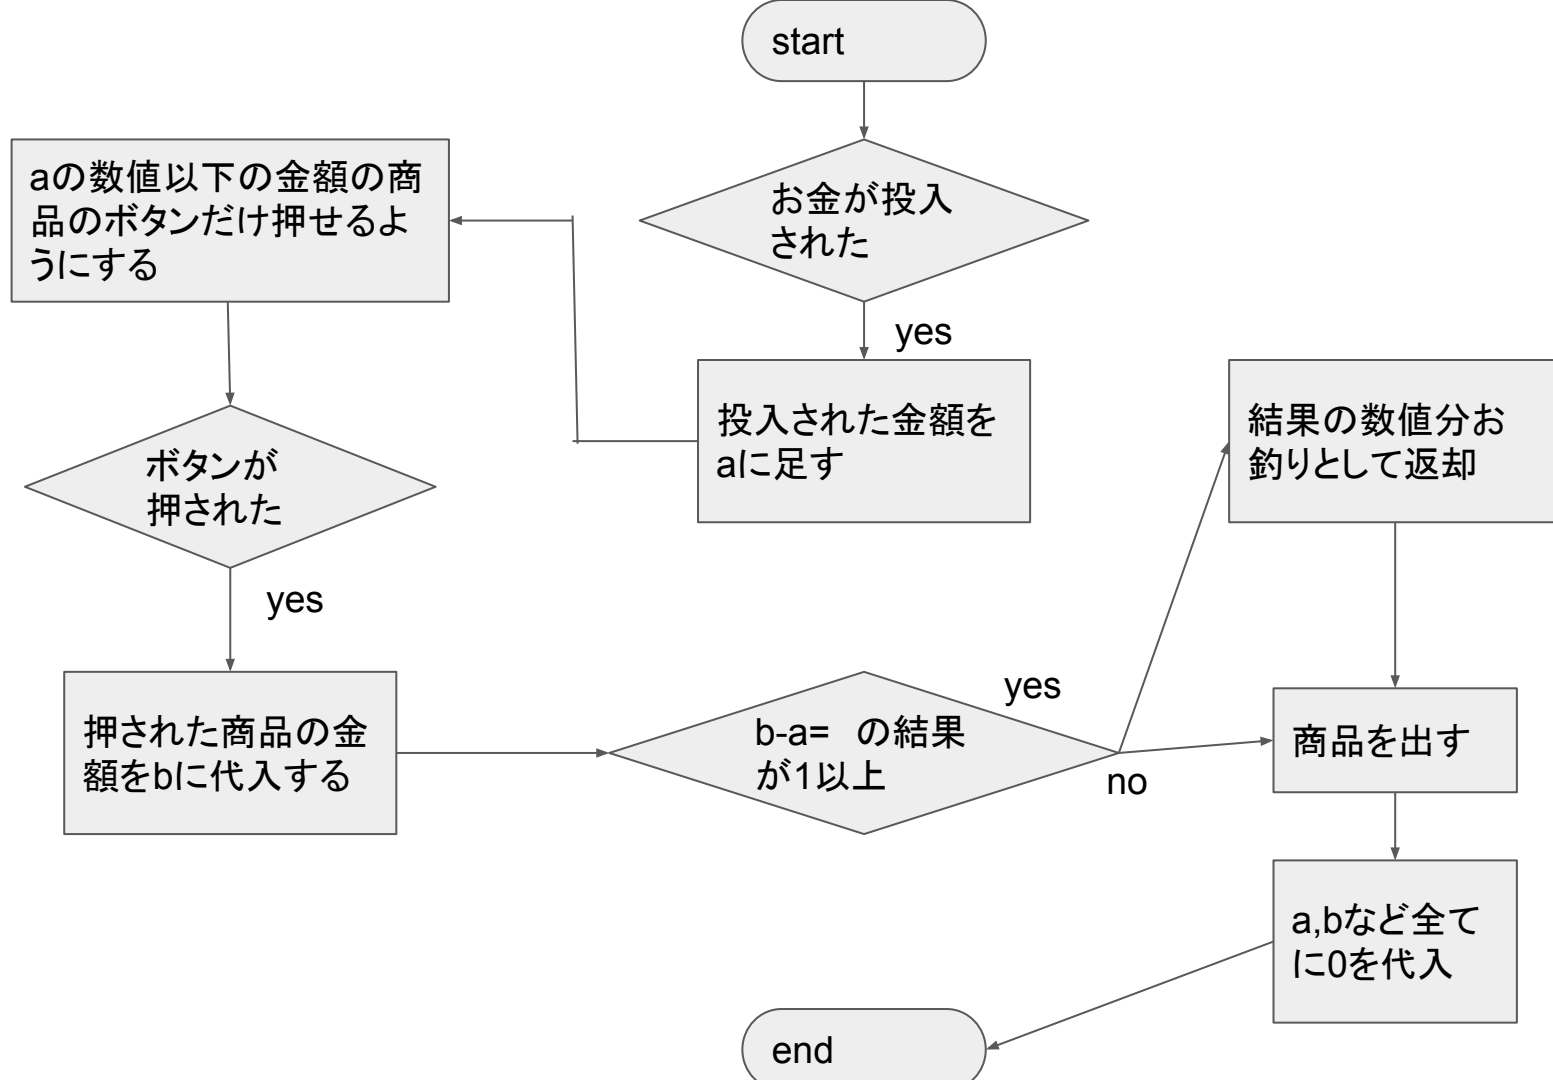 start
お金が投入
された
yes
投入された金額を
aに足す
aの数値以下の金額の商
品のボタンだけ押せるよ
うにする
ボタンが
押された
yes
押された商品の金
額をbに代入する
b-a=　の結果
が1以上
yes
no
結果の数値分お
釣りとして返却
商品を出す
a,bなど全て
に0を代入
end